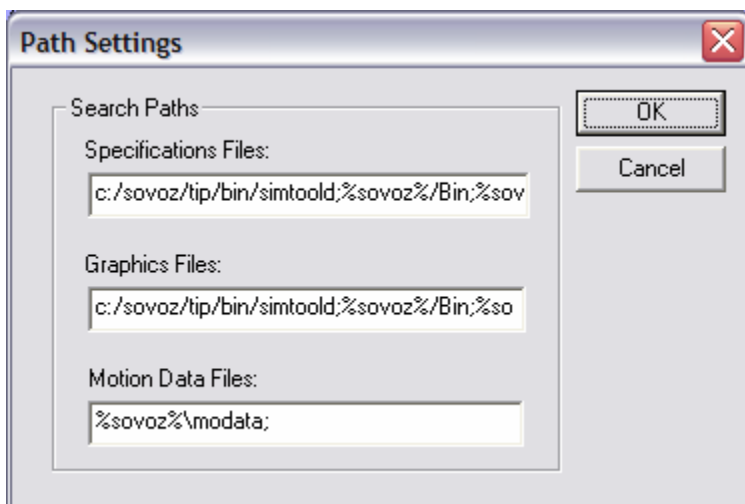 Path Settings
Search Paths
OK
Specifications Files:
Cancel
c:/sovoz/tip/bin/simtoold;%sovoz%/Bin;%sov
Graphics Files:
c:/sovoz/tip/bin/simtoold;%sovoz%/Bin;%so
Motion Data Files:
%sovoz%\modata;